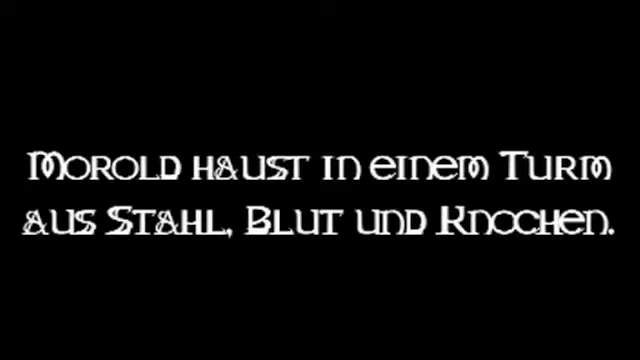 Morold haust in einem Turm
aus Stahl, Blut und Knochen.